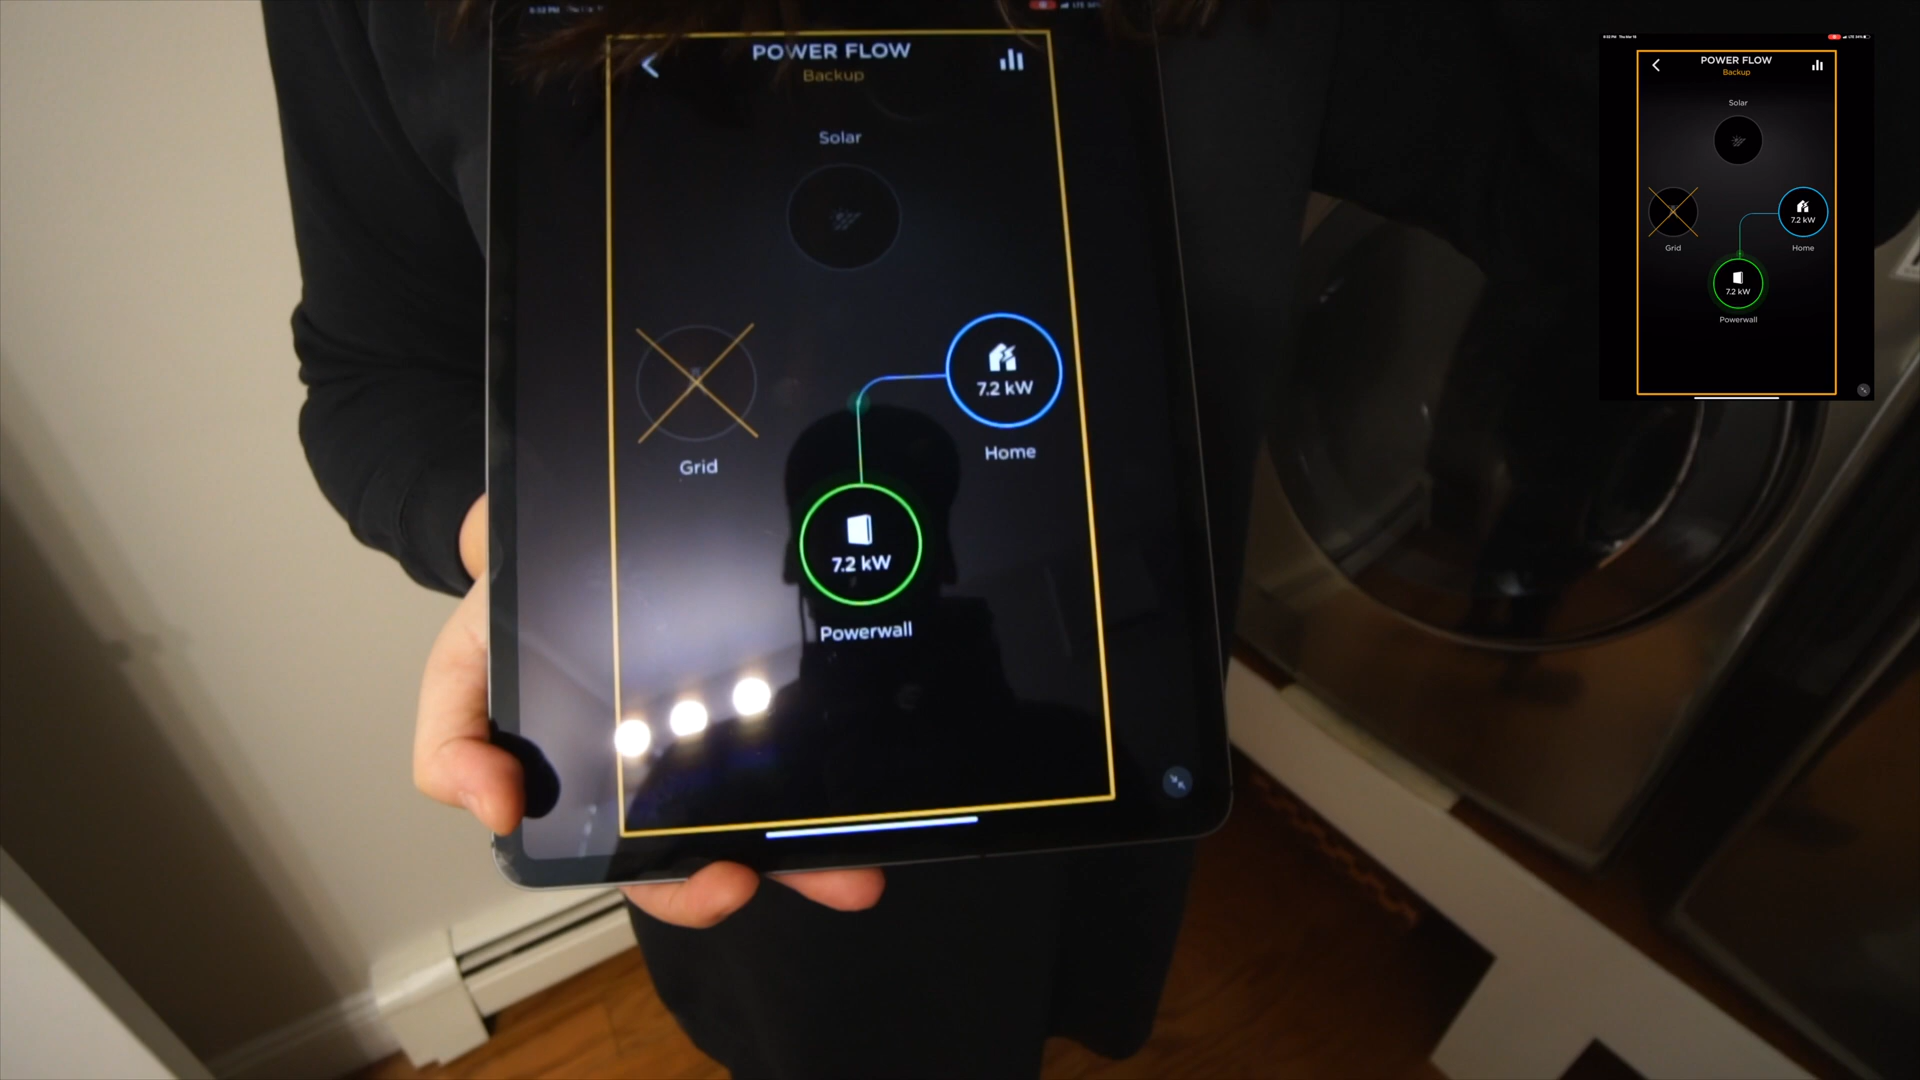 POWER FLOW
Backup
Solar
7.2 kW
Home
Grid
7.2 kW
Powerwall
POWER FLOW
Backup
Solar
7.2 kW
Grid
Home
7.2 kW
Powerwall